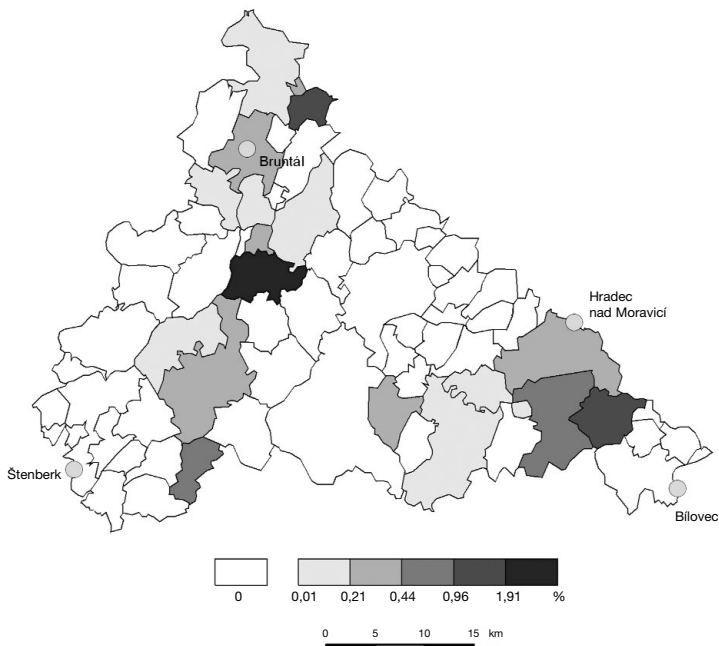 Bruntál
Hradec
nad Moravicí
Štenberk
Bílovec
0 0,01 0,21 0,44 0,96 1,91 %
0 5 10 15 km